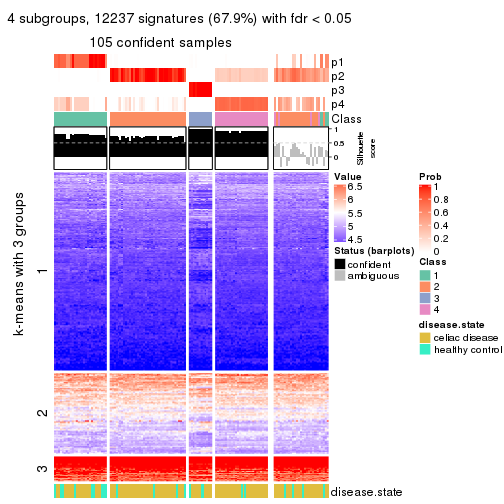 4 subgroups, 12237 signatures (67.9%) with fdr < 0.05
105 confident samples
p1
p2
p3
p4
Class
1
0.5
0
Silhouette
score
k-means with 3 groups
1
2
3
disease.state
Value
6.5
6
5.5
5
4.5
Status (barplots)
confident
ambiguous
Prob
1
0.8
0.6
0.4
0.2
0
Class
1
2
3
4
disease.state
celiac disease
healthy control